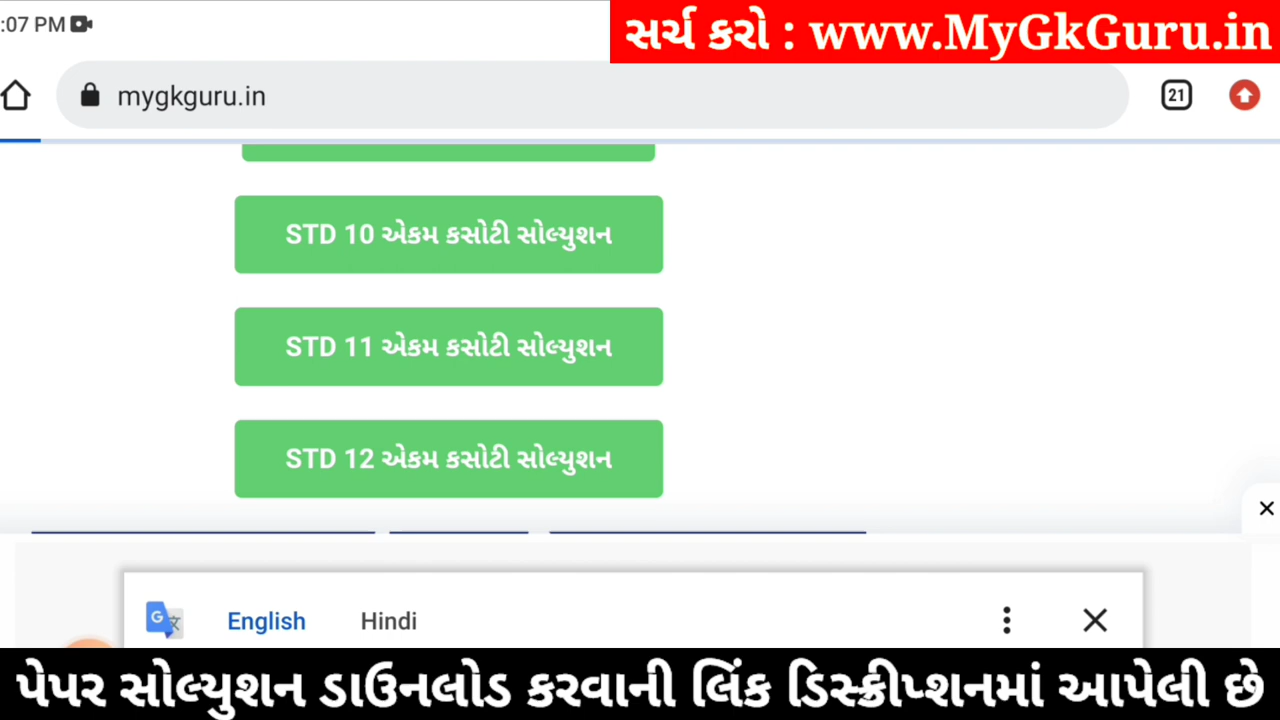 :07 PM
સર્ચ કરો : www.MyGkGuru.in
mygkguru.in
21
STD 10 એકમ કસોટી સોલ્યુશન
STD 11 એકમ કસોટી સોલ્યુશન
STD 12 એકમ કસોટી સોલ્યુશન
G 文
English Hindi
પેપર સોલ્યુશન ડાઉનલોડ કરવાની લિંક ડિસ્ક્રીપ્શનમાં આપેલી છે